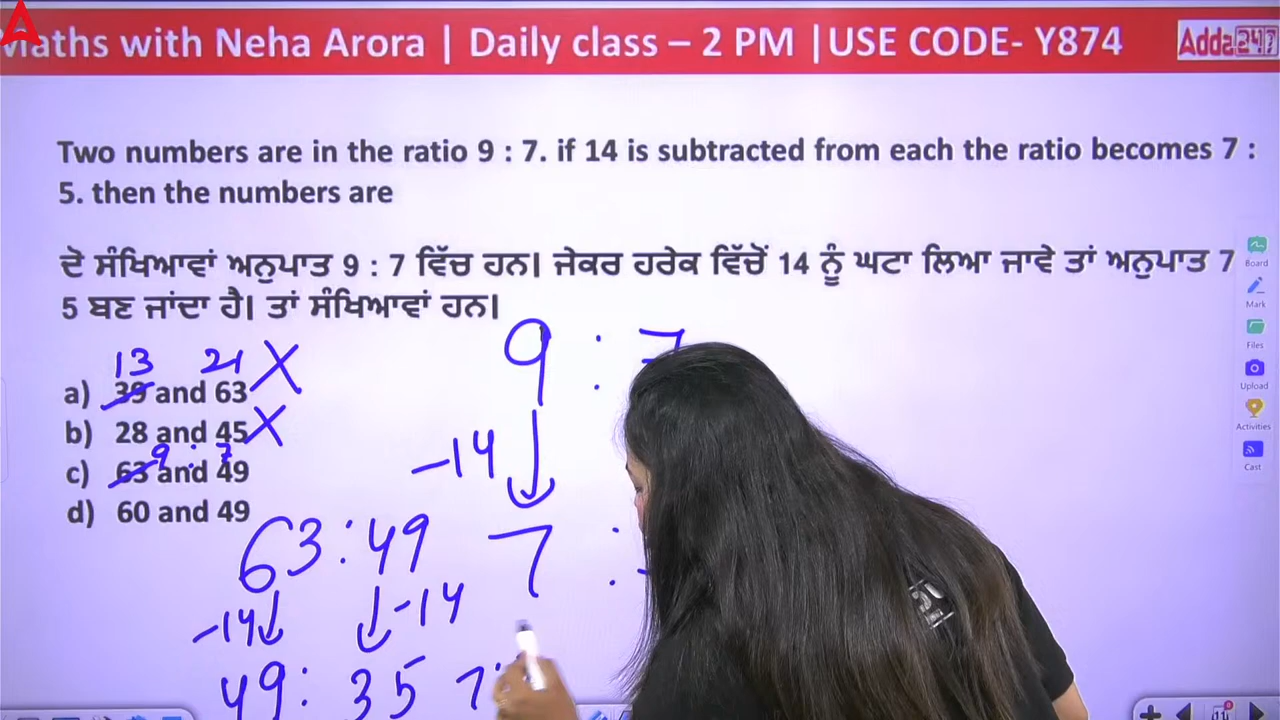 Maths with Neha Arora | Daily class – 2 PM |USE CODE- Y874
Adda247
Two numbers are in the ratio 9 : 7. if 14 is subtracted from each the ratio becomes 7 :
5. then the numbers are
ਦੋ ਸੰਖਿਆਵਾਂ ਅਨੁਪਾਤ 9 : 7 ਵਿੱਚ ਹਨ। ਜੇਕਰ ਹਰੇਕ ਵਿੱਚੋਂ 14 ਨੂੰ ਘਟਾ ਲਿਆ ਜਾਵੇ ਤਾਂ ਅਨੁਪਾਤ 7
5 ਬਣ ਜਾਂਦਾ ਹੈ। ਤਾਂ ਸੰਖਿਆਵਾਂ ਹਨ।
9 : 7
13 21 X
a) 39 and 63
b) 28 and 45 X
9 : 7
c) 63 and 49
d) 60 and 49
-14
63 : 49
7 :
-14 -14
49 : 35 7 :
Board
Mark
Files
Upload
Activities
Cast